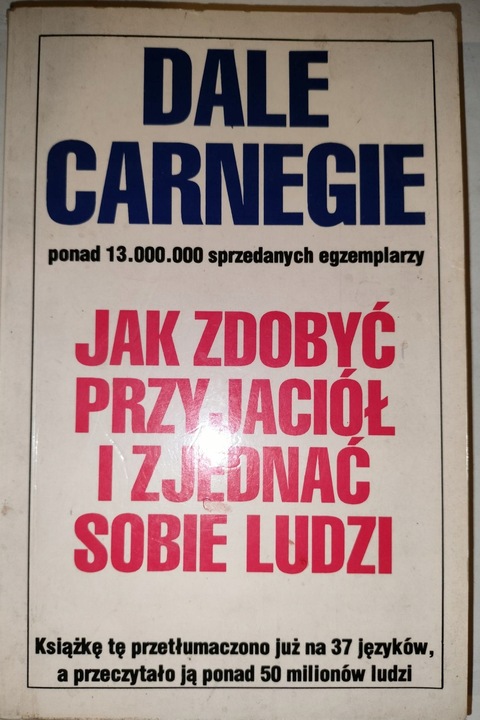 DALE
CARNEGIE
ponad 13.000.000 sprzedanych egzemplarzy
JAK ZDOBYĆ
PRZYJACIÓŁ
I ZJEDNAĆ
SOBIE LUDZI
Książkę tę przetłumaczono już na 37 języków,
a przeczytało ją ponad 50 milionów ludzi